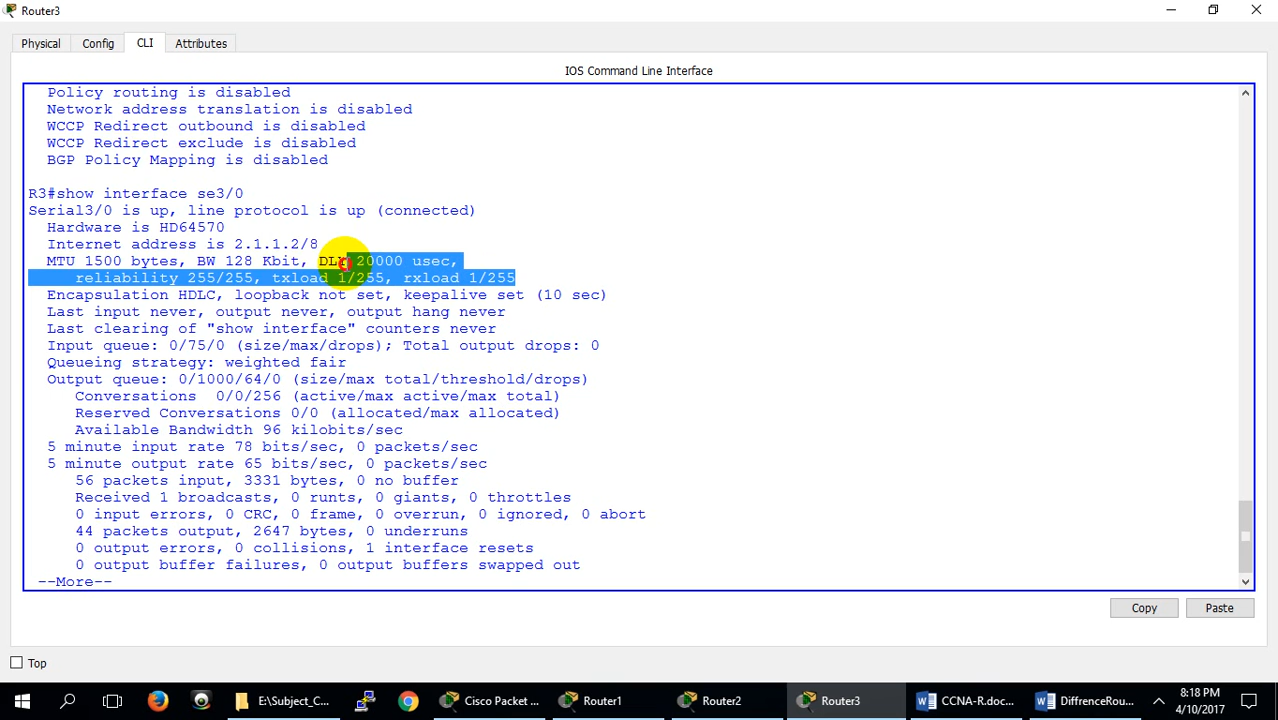 Router3
Physical Config CLI Attributes
IOS Command Line Interface
Policy routing is disabled
Network address translation is disabled
WCCP Redirect outbound is disabled
WCCP Redirect exclude is disabled
BGP Policy Mapping is disabled
R3#show interface se3/0
Serial3/0 is up, line protocol is up (connected)
Hardware is HD64570
Internet address is 2.1.1.2/8
MTU 1500 bytes, BW 128 Kbit, DLY 20000 usec,
reliability 255/255, txload 1/255, rxload 1/255
Encapsulation HDLC, loopback not set, keepalive set (10 sec)
Last input never, output never, output hang never
Last clearing of "show interface" counters never
Input queue: 0/75/0 (size/max/drops); Total output drops: 0
Queueing strategy: weighted fair
Output queue: 0/1000/64/0 (size/max total/threshold/drops)
Conversations 0/0/256 (active/max active/max total)
Reserved Conversations 0/0 (allocated/max allocated)
Available Bandwidth 96 kilobits/sec
5 minute input rate 78 bits/sec, 0 packets/sec
5 minute output rate 65 bits/sec, 0 packets/sec
56 packets input, 3331 bytes, 0 no buffer
Received 1 broadcasts, 0 runts, 0 giants, 0 throttles
0 input errors, 0 CRC, 0 frame, 0 overrun, 0 ignored, 0 abort
44 packets output, 2647 bytes, 0 underruns
0 output errors, 0 collisions, 1 interface resets
0 output buffer failures, 0 output buffers swapped out
--More--
Copy Paste
Top
E:\Subject_C... Cisco Packet ... Router1 Router2 Router3 CCNA-R.doc... DiffrenceRou... 8:18 PM
4/10/2017